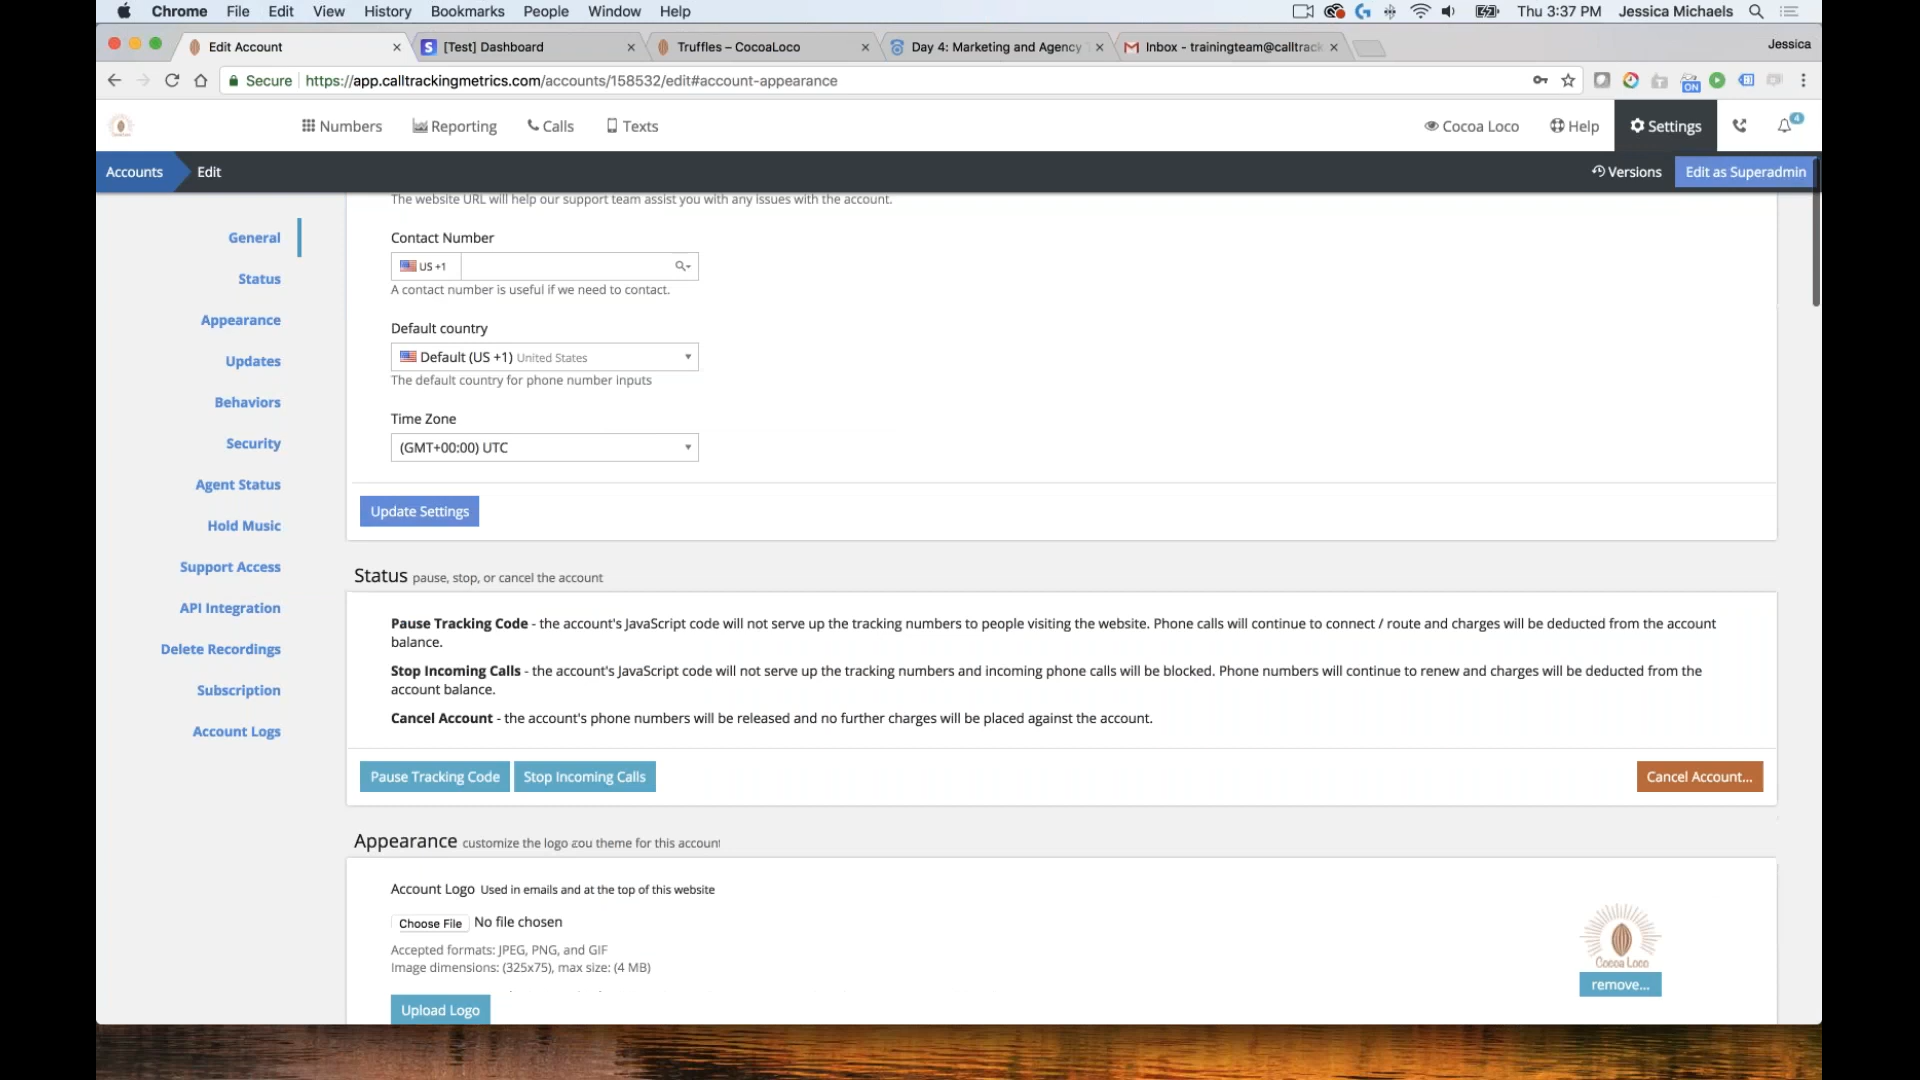 Chrome File Edit View History Bookmarks People Window Help Thu 3:37 PM Jessica Michaels
Edit Account [Test] Dashboard Truffles – CocoaLoco Day 4: Marketing and Agency Inbox - trainingteam@calltrack Jessica
Secure https://app.calltrackingmetrics.com/accounts/158532/edit#account-appearance ON
Numbers Reporting Calls Texts Cocoa Loco Help Settings 4
Accounts Edit Versions Edit as Superadmin
The website URL will help our support team assist you with any issues with the account.
General
Status
Appearance
Updates
Behaviors
Security
Agent Status
Hold Music
Support Access
API Integration
Delete Recordings
Subscription
Account Logs
Contact Number
US +1
A contact number is useful if we need to contact.
Default country
Default (US +1) United States
The default country for phone number inputs
Time Zone
(GMT+00:00) UTC
Update Settings
Status pause, stop, or cancel the account
Pause Tracking Code - the account's JavaScript code will not serve up the tracking numbers to people visiting the website. Phone calls will continue to connect / route and charges will be deducted from the account
balance.
Stop Incoming Calls - the account's JavaScript code will not serve up the tracking numbers and incoming phone calls will be blocked. Phone numbers will continue to renew and charges will be deducted from the
account balance.
Cancel Account - the account's phone numbers will be released and no further charges will be placed against the account.
Pause Tracking Code Stop Incoming Calls Cancel Account...
Appearance customize the logo theme for this account
Account Logo Used in emails and at the top of this website
Choose File No file chosen
Accepted formats: JPEG, PNG, and GIF
Image dimensions: (325x75), max size: (4 MB)
Upload Logo
Cocoa Loco
remove...